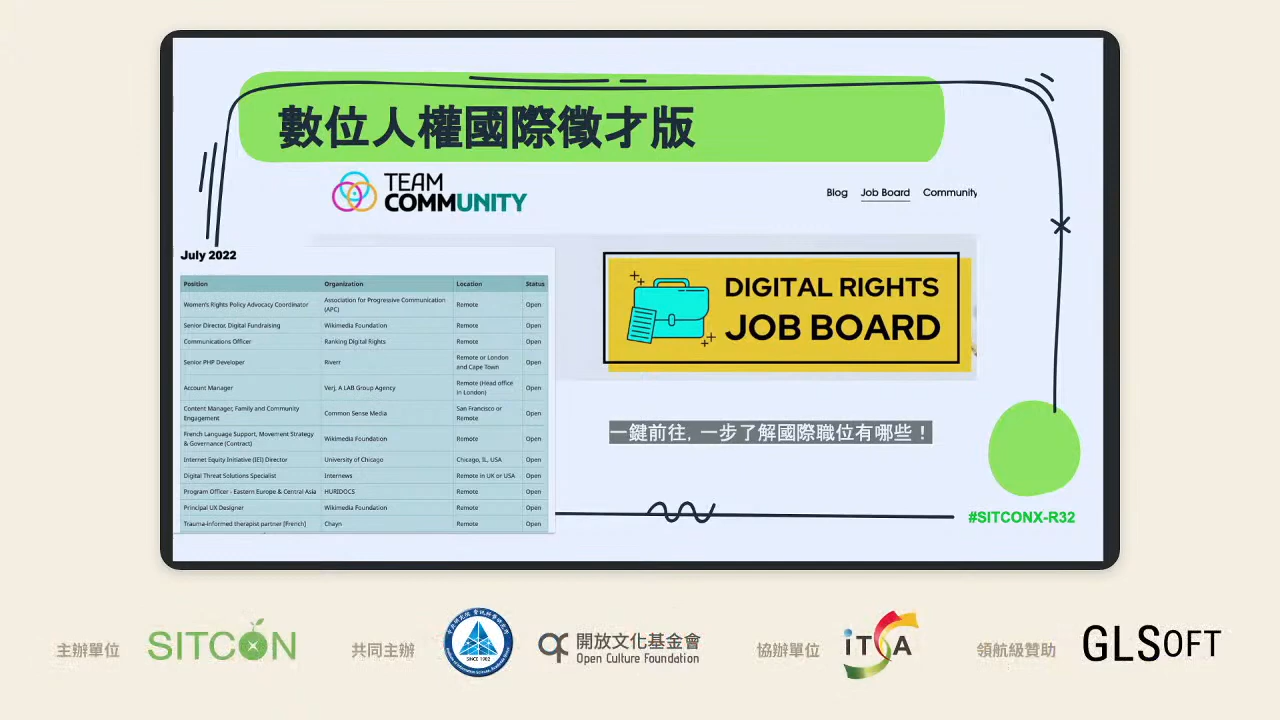 數位人權國際徵才版
TEAM
COMMUNITY
Blog Job Board Community
July 2022
Position Organization Location Status
Women's Rights Policy Advocacy Coordinator Association for Progressive Communication (APC) Remote Open
Senior Director, Digital Fundraising Wikimedia Foundation Remote Open
Communications Officer Ranking Digital Rights Remote Open
Senior PHP Developer Riverr Remote or London and Cape Town Open
Account Manager Verj, A LAB Group Agency Remote (Head office in London) Open
Content Manager, Family and Community Engagement Common Sense Media San Francisco or Remote Open
French Language Support, Movement Strategy & Governance (Contract) Wikimedia Foundation Remote Open
Internet Equity Initiative (IEI) Director University of Chicago Chicago, IL, USA Open
Digital Threat Solutions Specialist Internews Remote in UK or USA Open
Program Officer - Eastern Europe & Central Asia HURIDOCS Remote Open
Principal UX Designer Wikimedia Foundation Remote Open
Trauma-informed therapist partner [French] Chayn Remote Open
DIGITAL RIGHTS
JOB BOARD
一鍵前往, 一步了解國際職位有哪些！
#SITCONX-R32
主辦單位 SITCON 共同主辦 SINCE 1982 開放文化基金會 協辦單位 iTSA 領航級贊助 GLSOFT
Open Culture Foundation